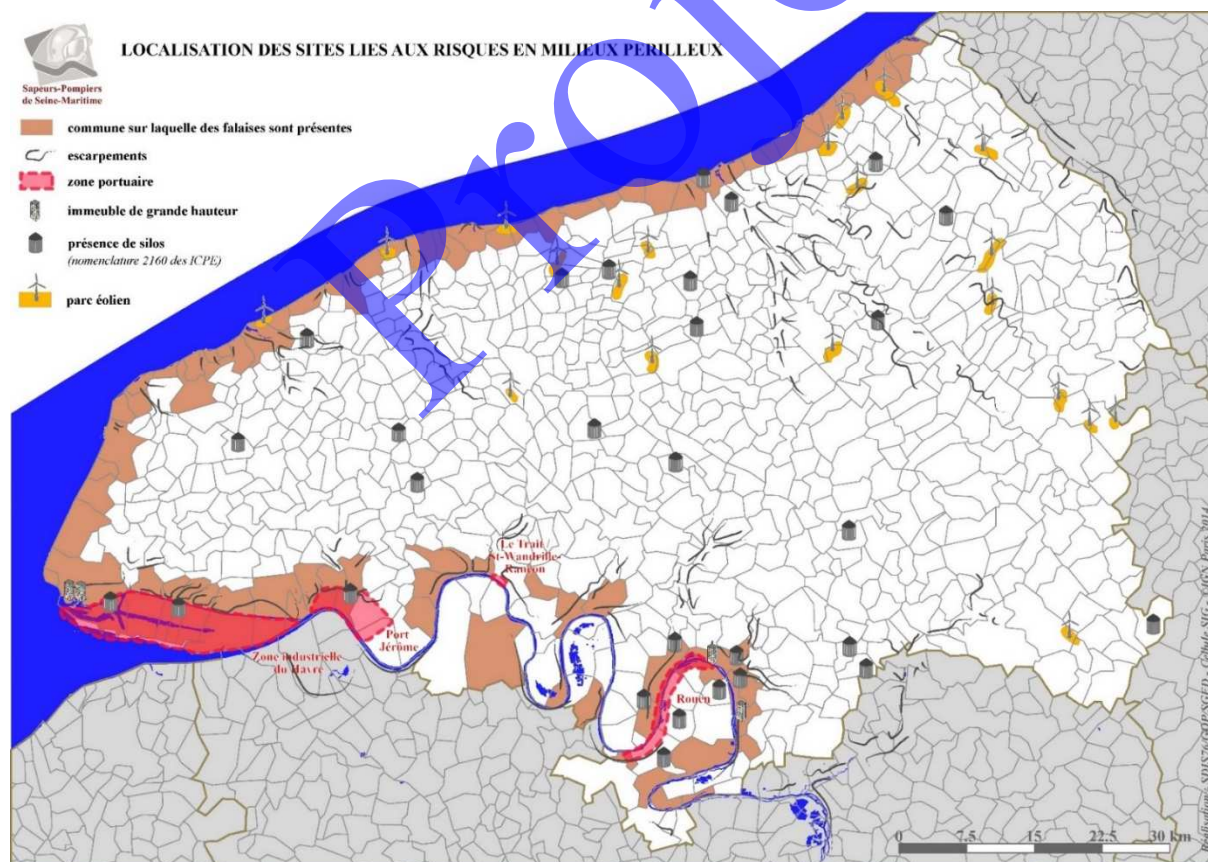 LOCALISATION DES SITES LIES AUX RISQUES EN MILIEUX PERILLEUX
Sapeurs-Pompiers
de Seine-Maritime
commune sur laquelle des falaises sont présentes
escarpements
zone portuaire
immeuble de grande hauteur
présence de silos
(nomenclature 2160 des ICPE)
parc éolien
Proj
Le Trait /
St-Wandrille-
Rançon
Port
Jérôme
Zone industrielle
du Havre
Rouen
0 7.5 15 22.5 30 km